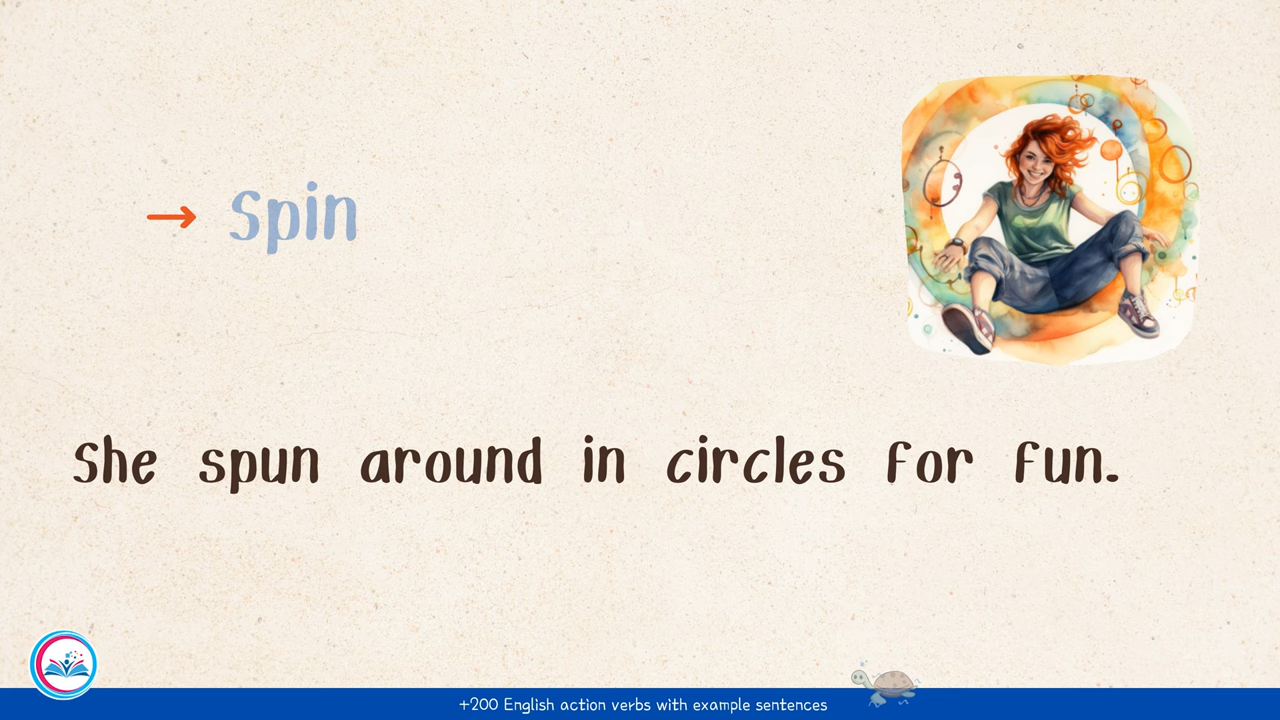 → Spin
She spun around in circles for fun.
+200 English action verbs with example sentences